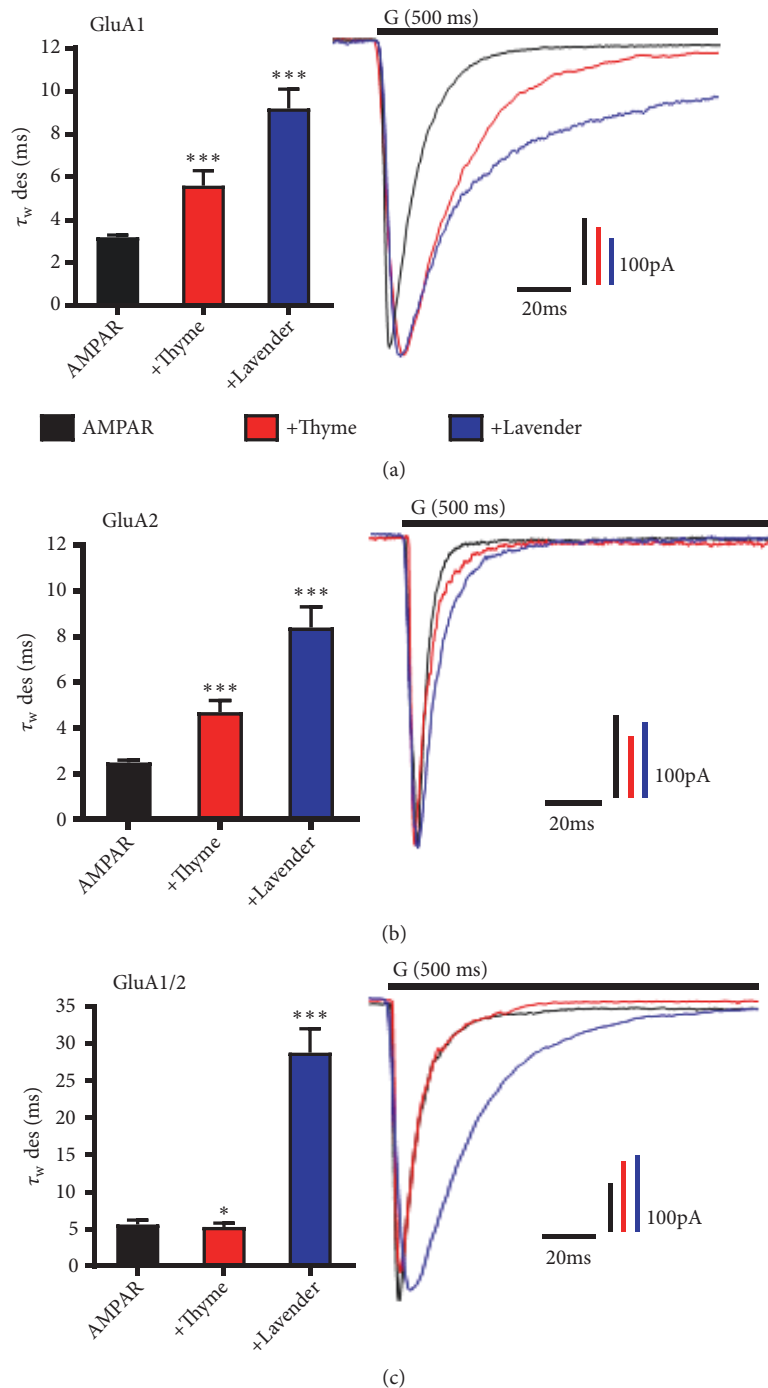 GluA1
G (500 ms)
τw des (ms)
12
10
8
6
4
2
0
***
***
AMPAR
+Thyme
+Lavender
100pA
20ms
AMPAR
+Thyme
+Lavender
(a)
GluA2
G (500 ms)
τw des (ms)
12
10
8
6
4
2
0
***
***
AMPAR
+Thyme
+Lavender
100pA
20ms
(b)
GluA1/2
G (500 ms)
τw des (ms)
35
30
25
20
15
10
5
0
*
***
AMPAR
+Thyme
+Lavender
100pA
20ms
(c)